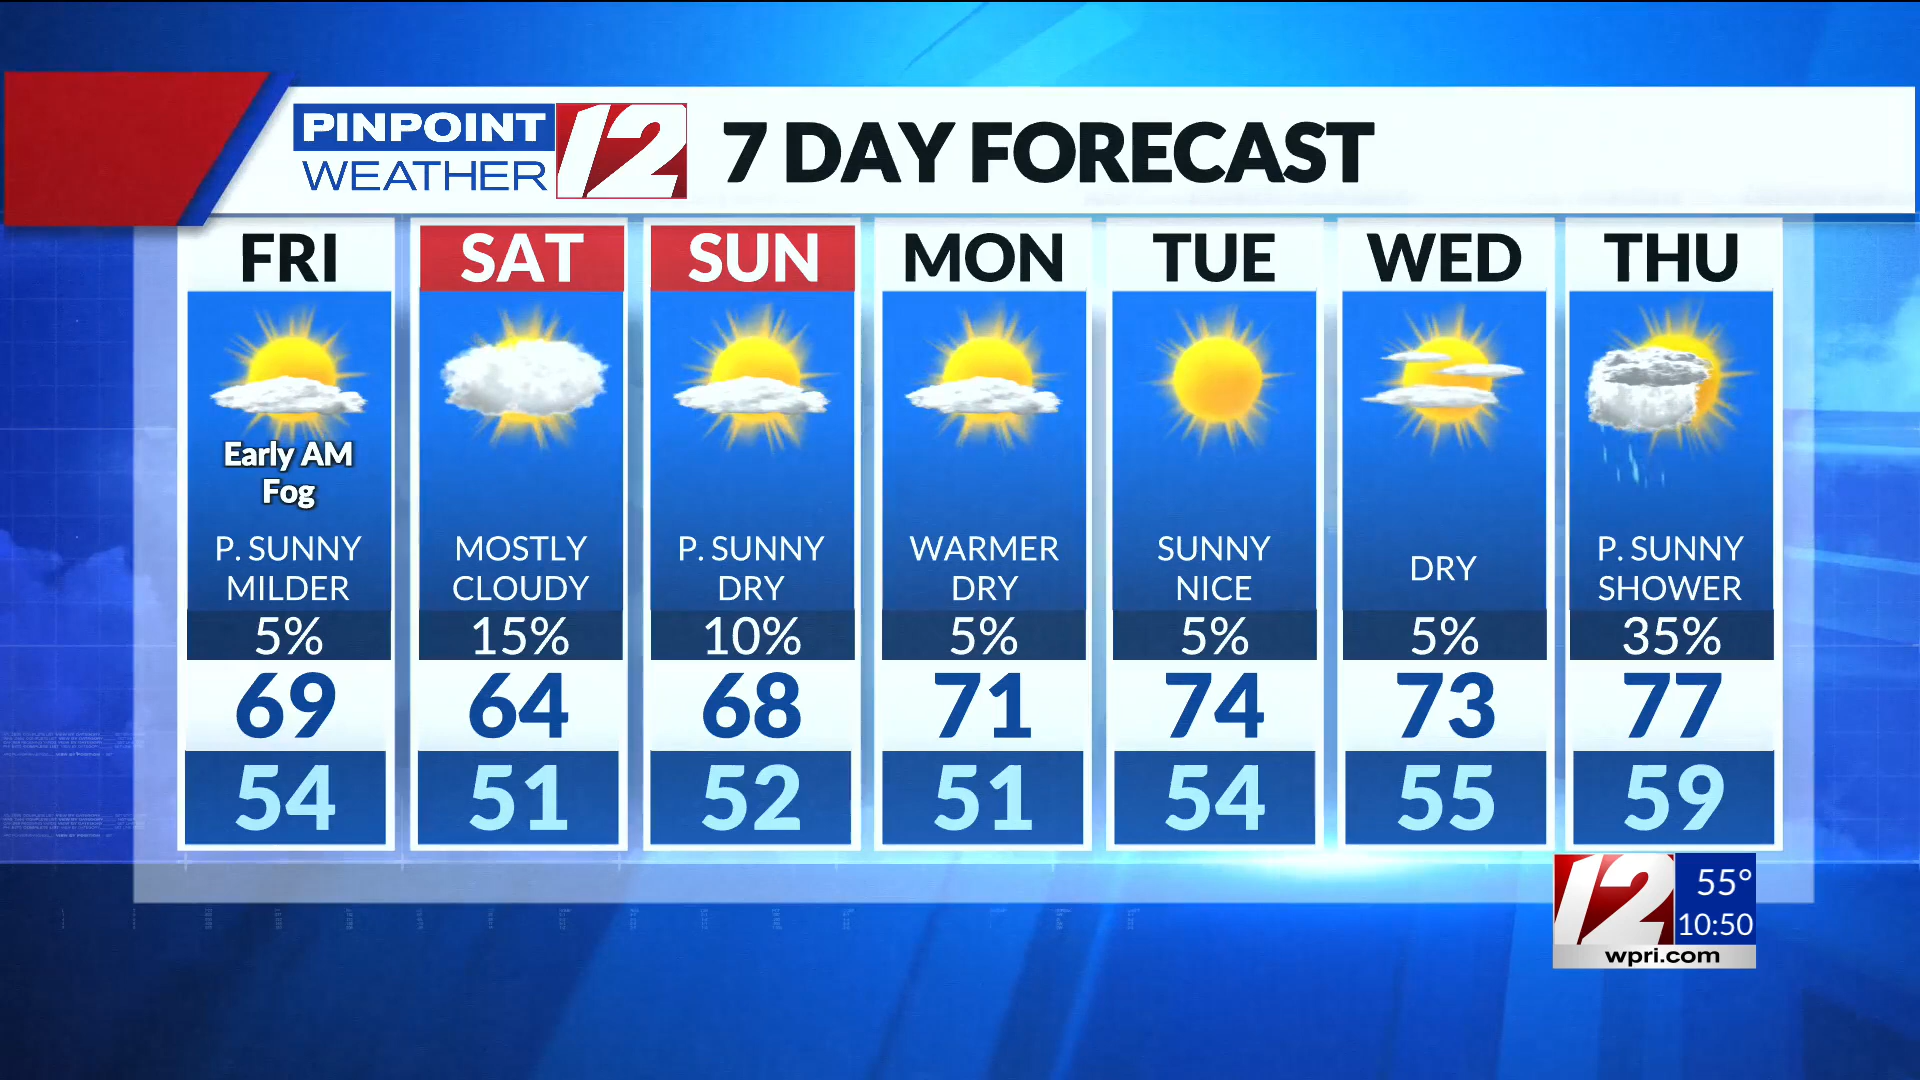 PINPOINT
WEATHER
12
7 DAY FORECAST
FRI
SAT
SUN
MON
TUE
WED
THU
Early AM
Fog
P. SUNNY
MILDER
MOSTLY
CLOUDY
P. SUNNY
DRY
WARMER
DRY
SUNNY
NICE
DRY
P. SUNNY
SHOWER
5%
15%
10%
5%
5%
5%
35%
69
64
68
71
74
73
77
54
51
52
51
54
55
59
12
55°
10:50
wpri.com